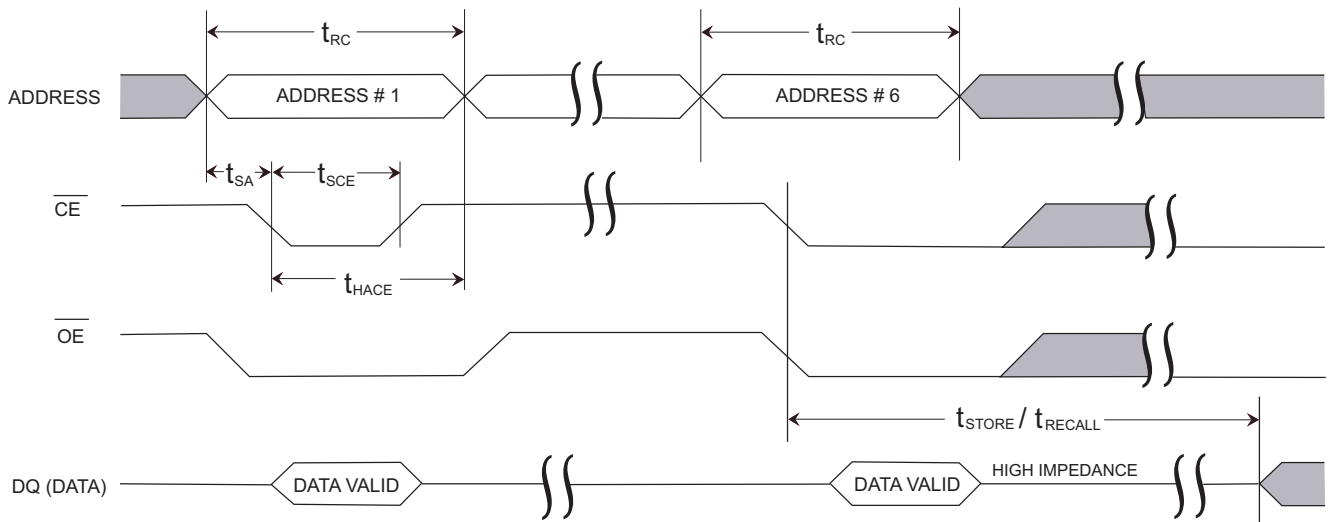 tRC
tRC
ADDRESS
ADDRESS # 1
ADDRESS # 6
tSA
tSCE
CE
tHACE
OE
tSTORE / tRECALL
DQ (DATA)
DATA VALID
DATA VALID
HIGH IMPEDANCE